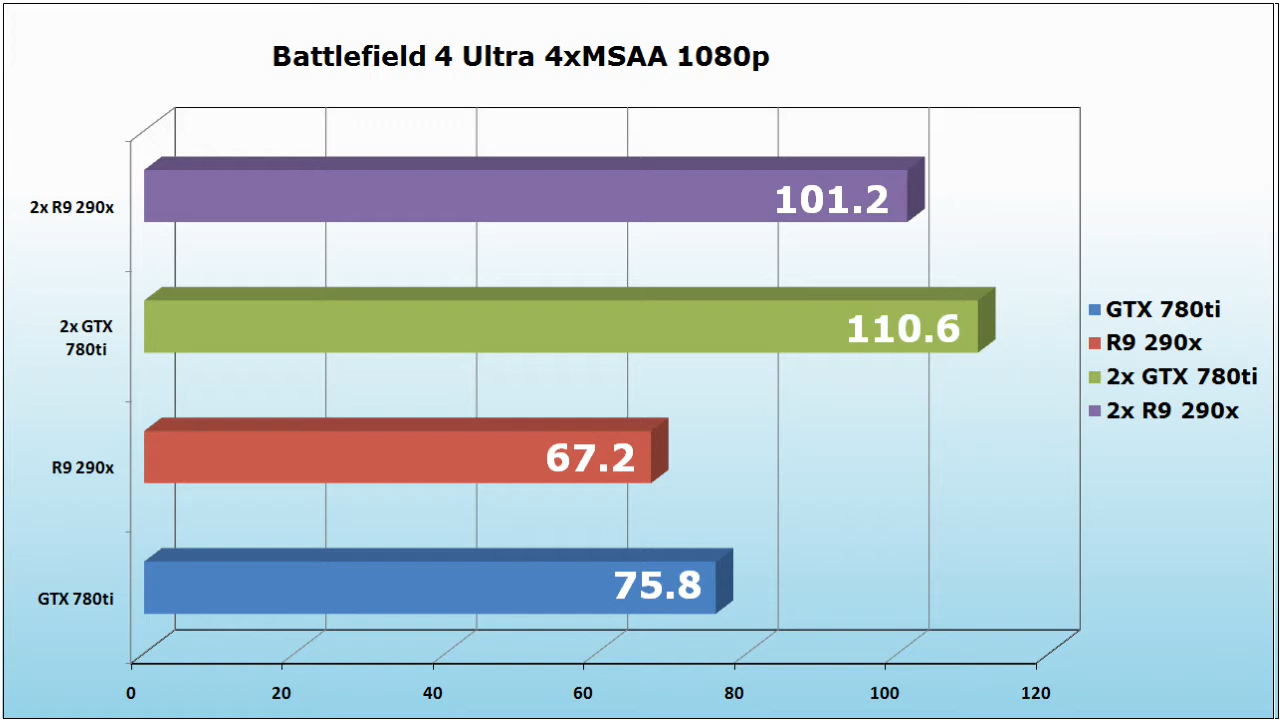 Battlefield 4 Ultra 4xMSAA 1080p
2x R9 290x
101.2
2x GTX
780ti
110.6
R9 290x
67.2
GTX 780ti
75.8
0 20 40 60 80 100 120
GTX 780ti
R9 290x
2x GTX 780ti
2x R9 290x